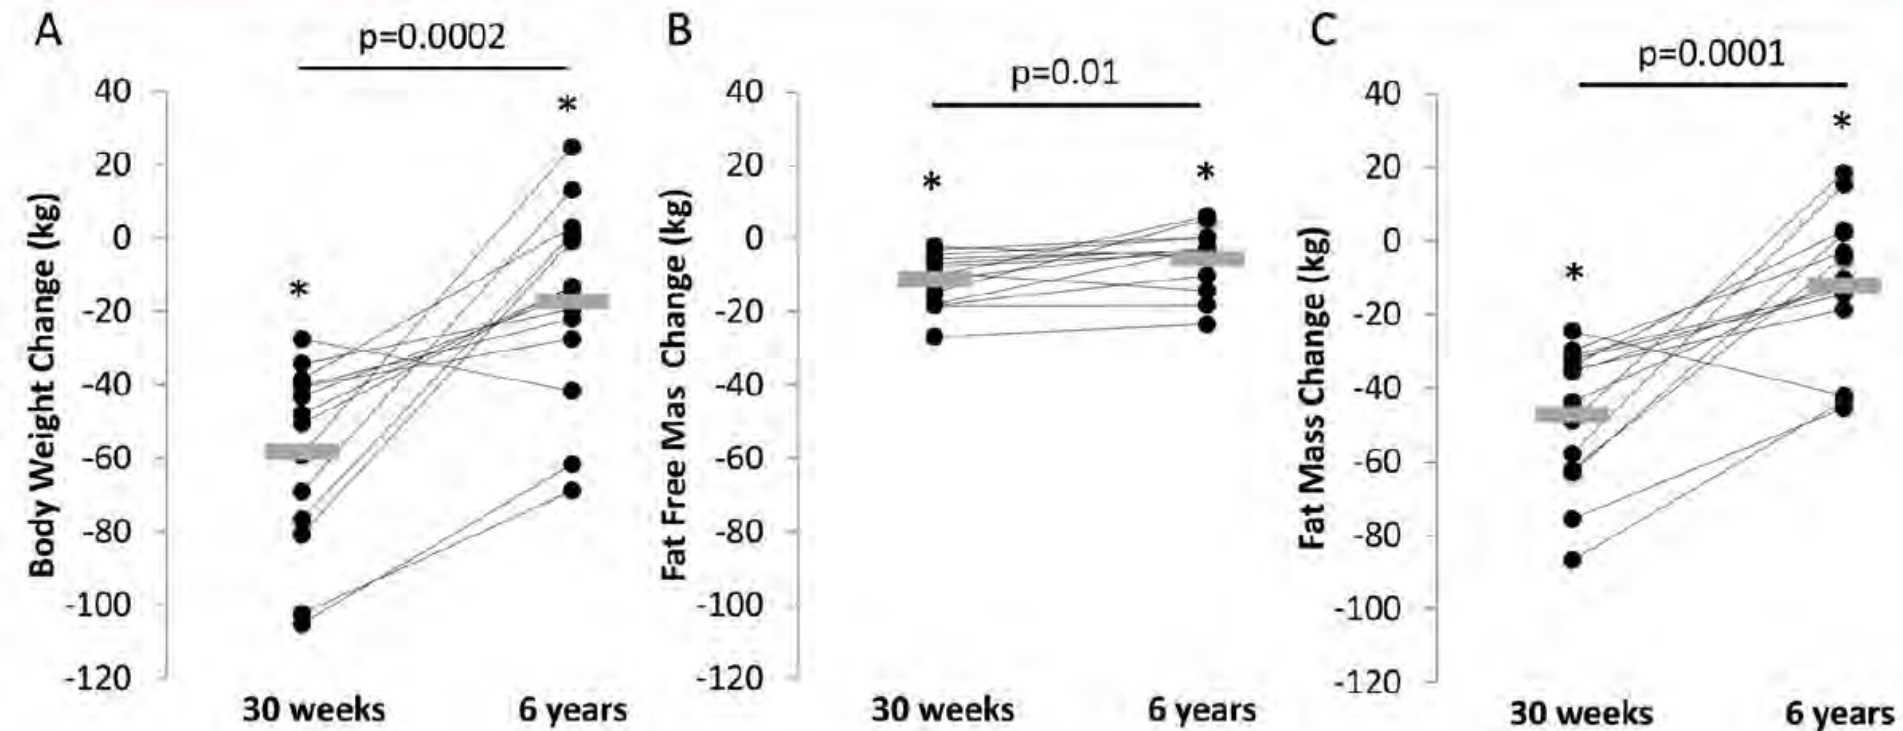 A
p=0.0002
*
*
40
20
0
-20
-40
-60
-80
-100
-120
Body Weight Change (kg)
30 weeks
6 years
B
p=0.01
*
*
40
20
0
-20
-40
-60
-80
-100
-120
Fat Free Mas Change (kg)
30 weeks
6 years
C
p=0.0001
*
*
40
20
0
-20
-40
-60
-80
-100
-120
Fat Mass Change (kg)
30 weeks
6 years